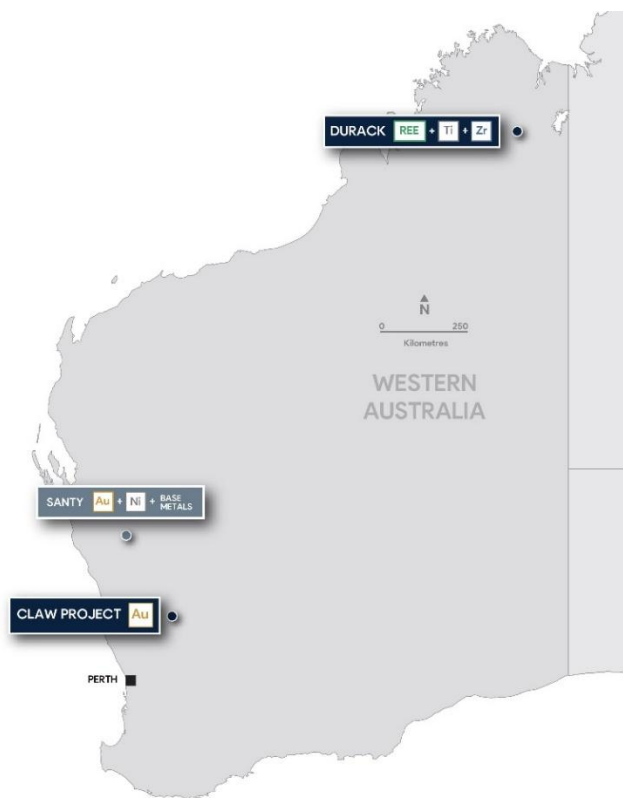 DURACK REE + Ti + Zr
N
0 250
Kilometres
WESTERN
AUSTRALIA
SANTY Au + Ni + BASE
METALS
CLAW PROJECT Au
PERTH